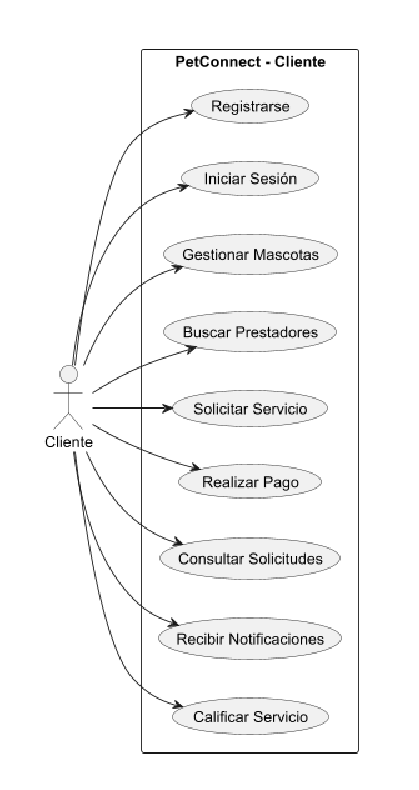 PetConnect - Cliente
Registrarse
Iniciar Sesión
Gestionar Mascotas
Buscar Prestadores
Solicitar Servicio
Cliente
Realizar Pago
Consultar Solicitudes
Recibir Notificaciones
Calificar Servicio